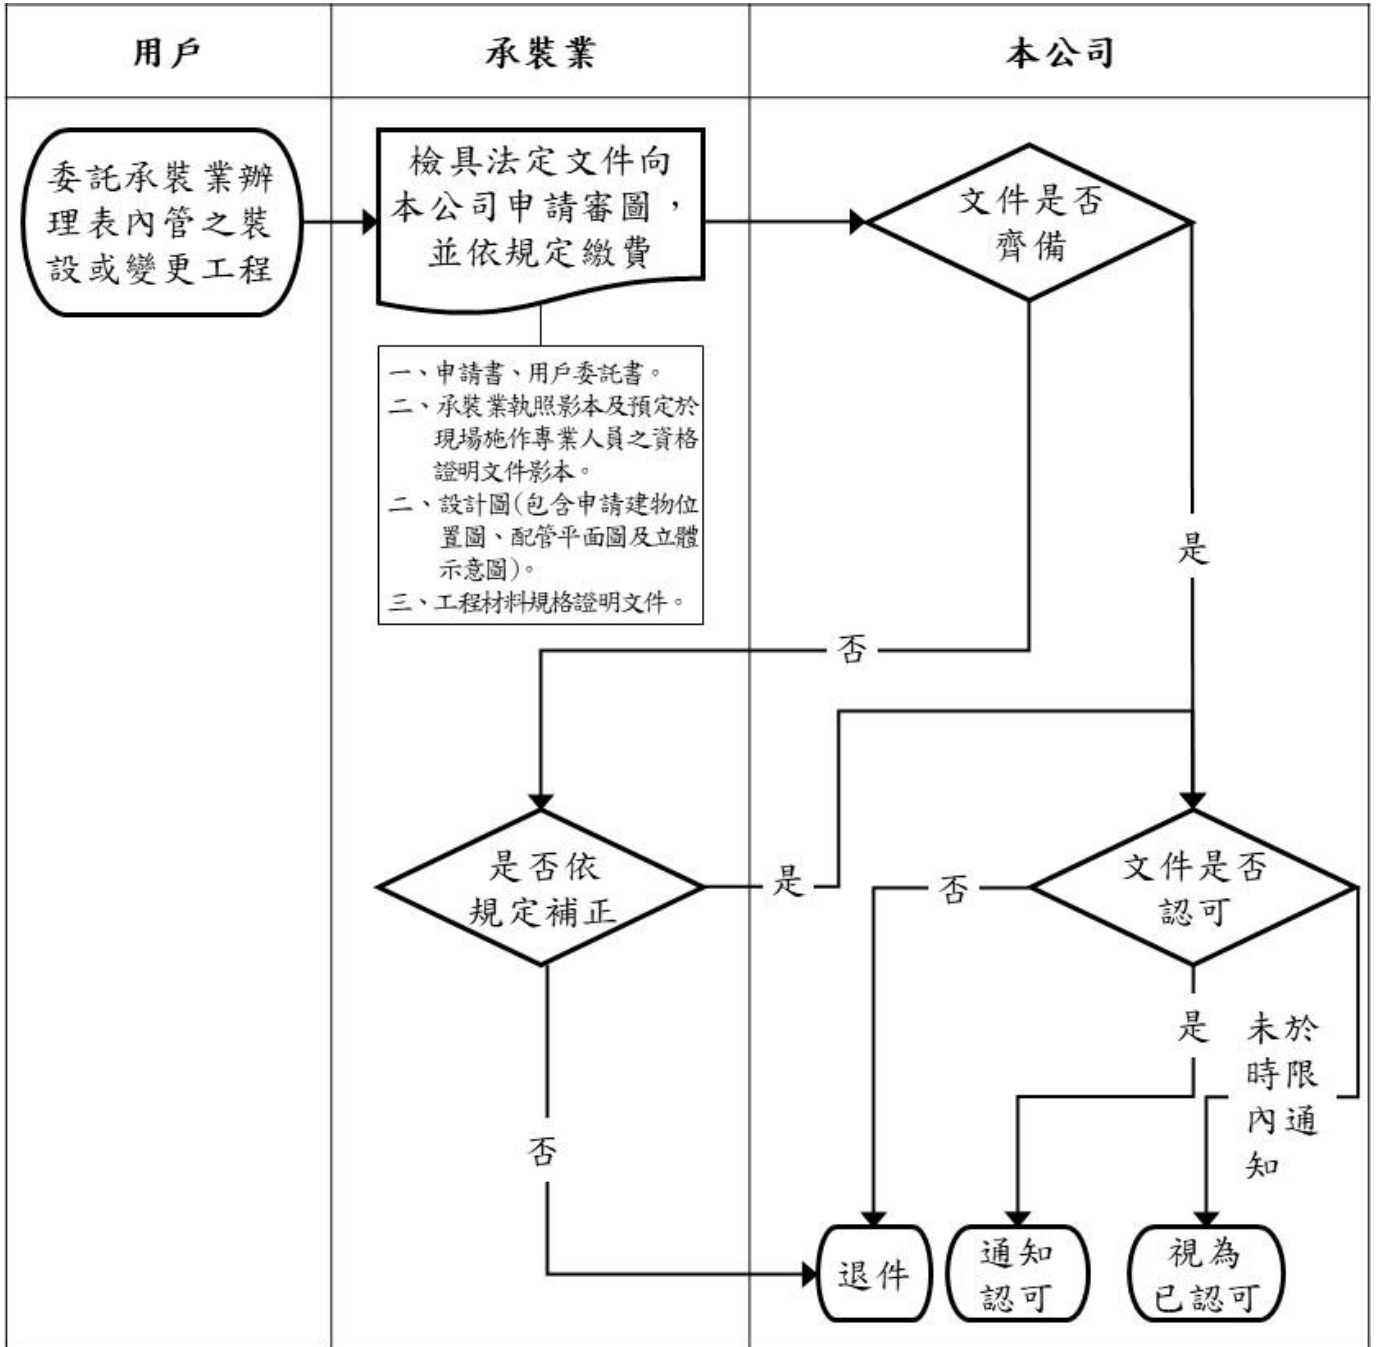 用戶
承裝業
本公司
委託承裝業辦
理表內管之裝
設或變更工程
檢具法定文件向
本公司申請審圖，
並依規定繳費
文件是否
齊備
一、申請書、用戶委託書。
二、承裝業執照影本及預定於
現場施作專業人員之資格
證明文件影本。
二、設計圖(包含申請建物位
置圖、配管平面圖及立體
示意圖)。
三、工程材料規格證明文件。
是
否
是否依
規定補正
是
否
文件是否
認可
否
是
未於
時限
內通
知
退件
通知
認可
視為
已認可